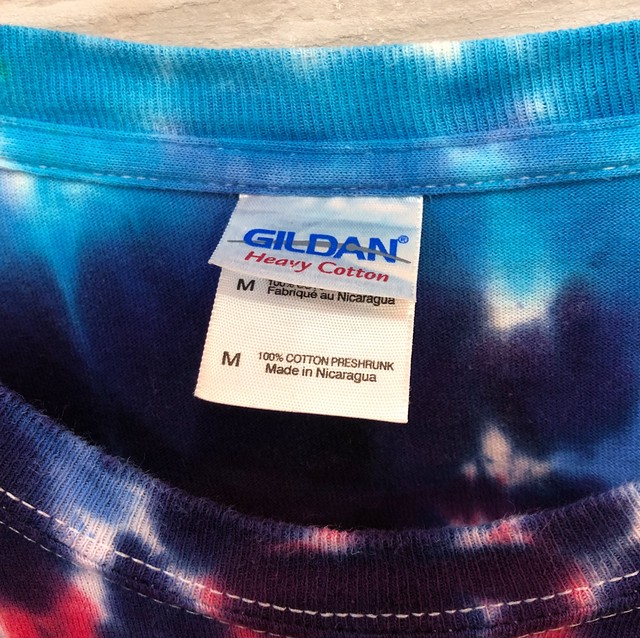 GILDAN®
Heavy Cotton
M
Fabriqué au Nicaragua
M 100% COTTON PRESHRUNK
Made in Nicaragua